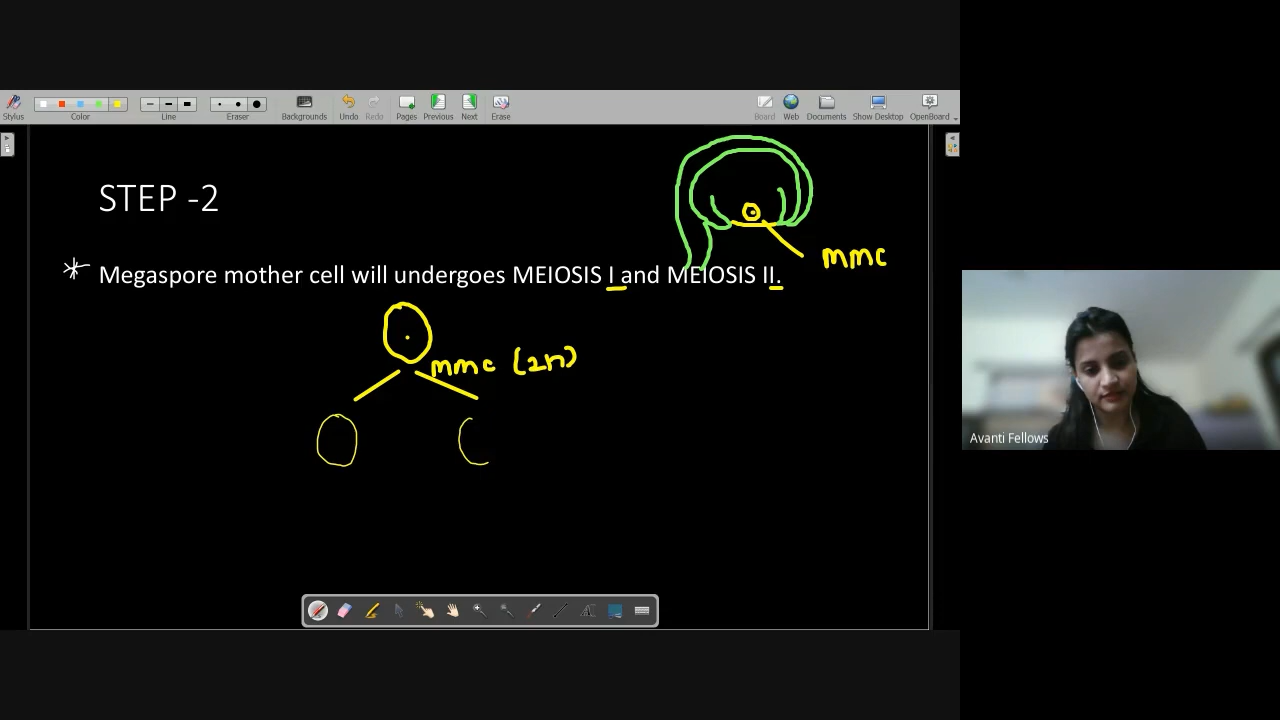 Stylus
Color
Line
Eraser
Backgrounds
Undo
Redo
Pages
Previous
Next
Erase
Board
Web
Documents
Show Desktop
OpenBoard
STEP -2
mmc
* Megaspore mother cell will undergoes MEIOSIS I and MEIOSIS II.
mmc (2n)
Avanti Fellows